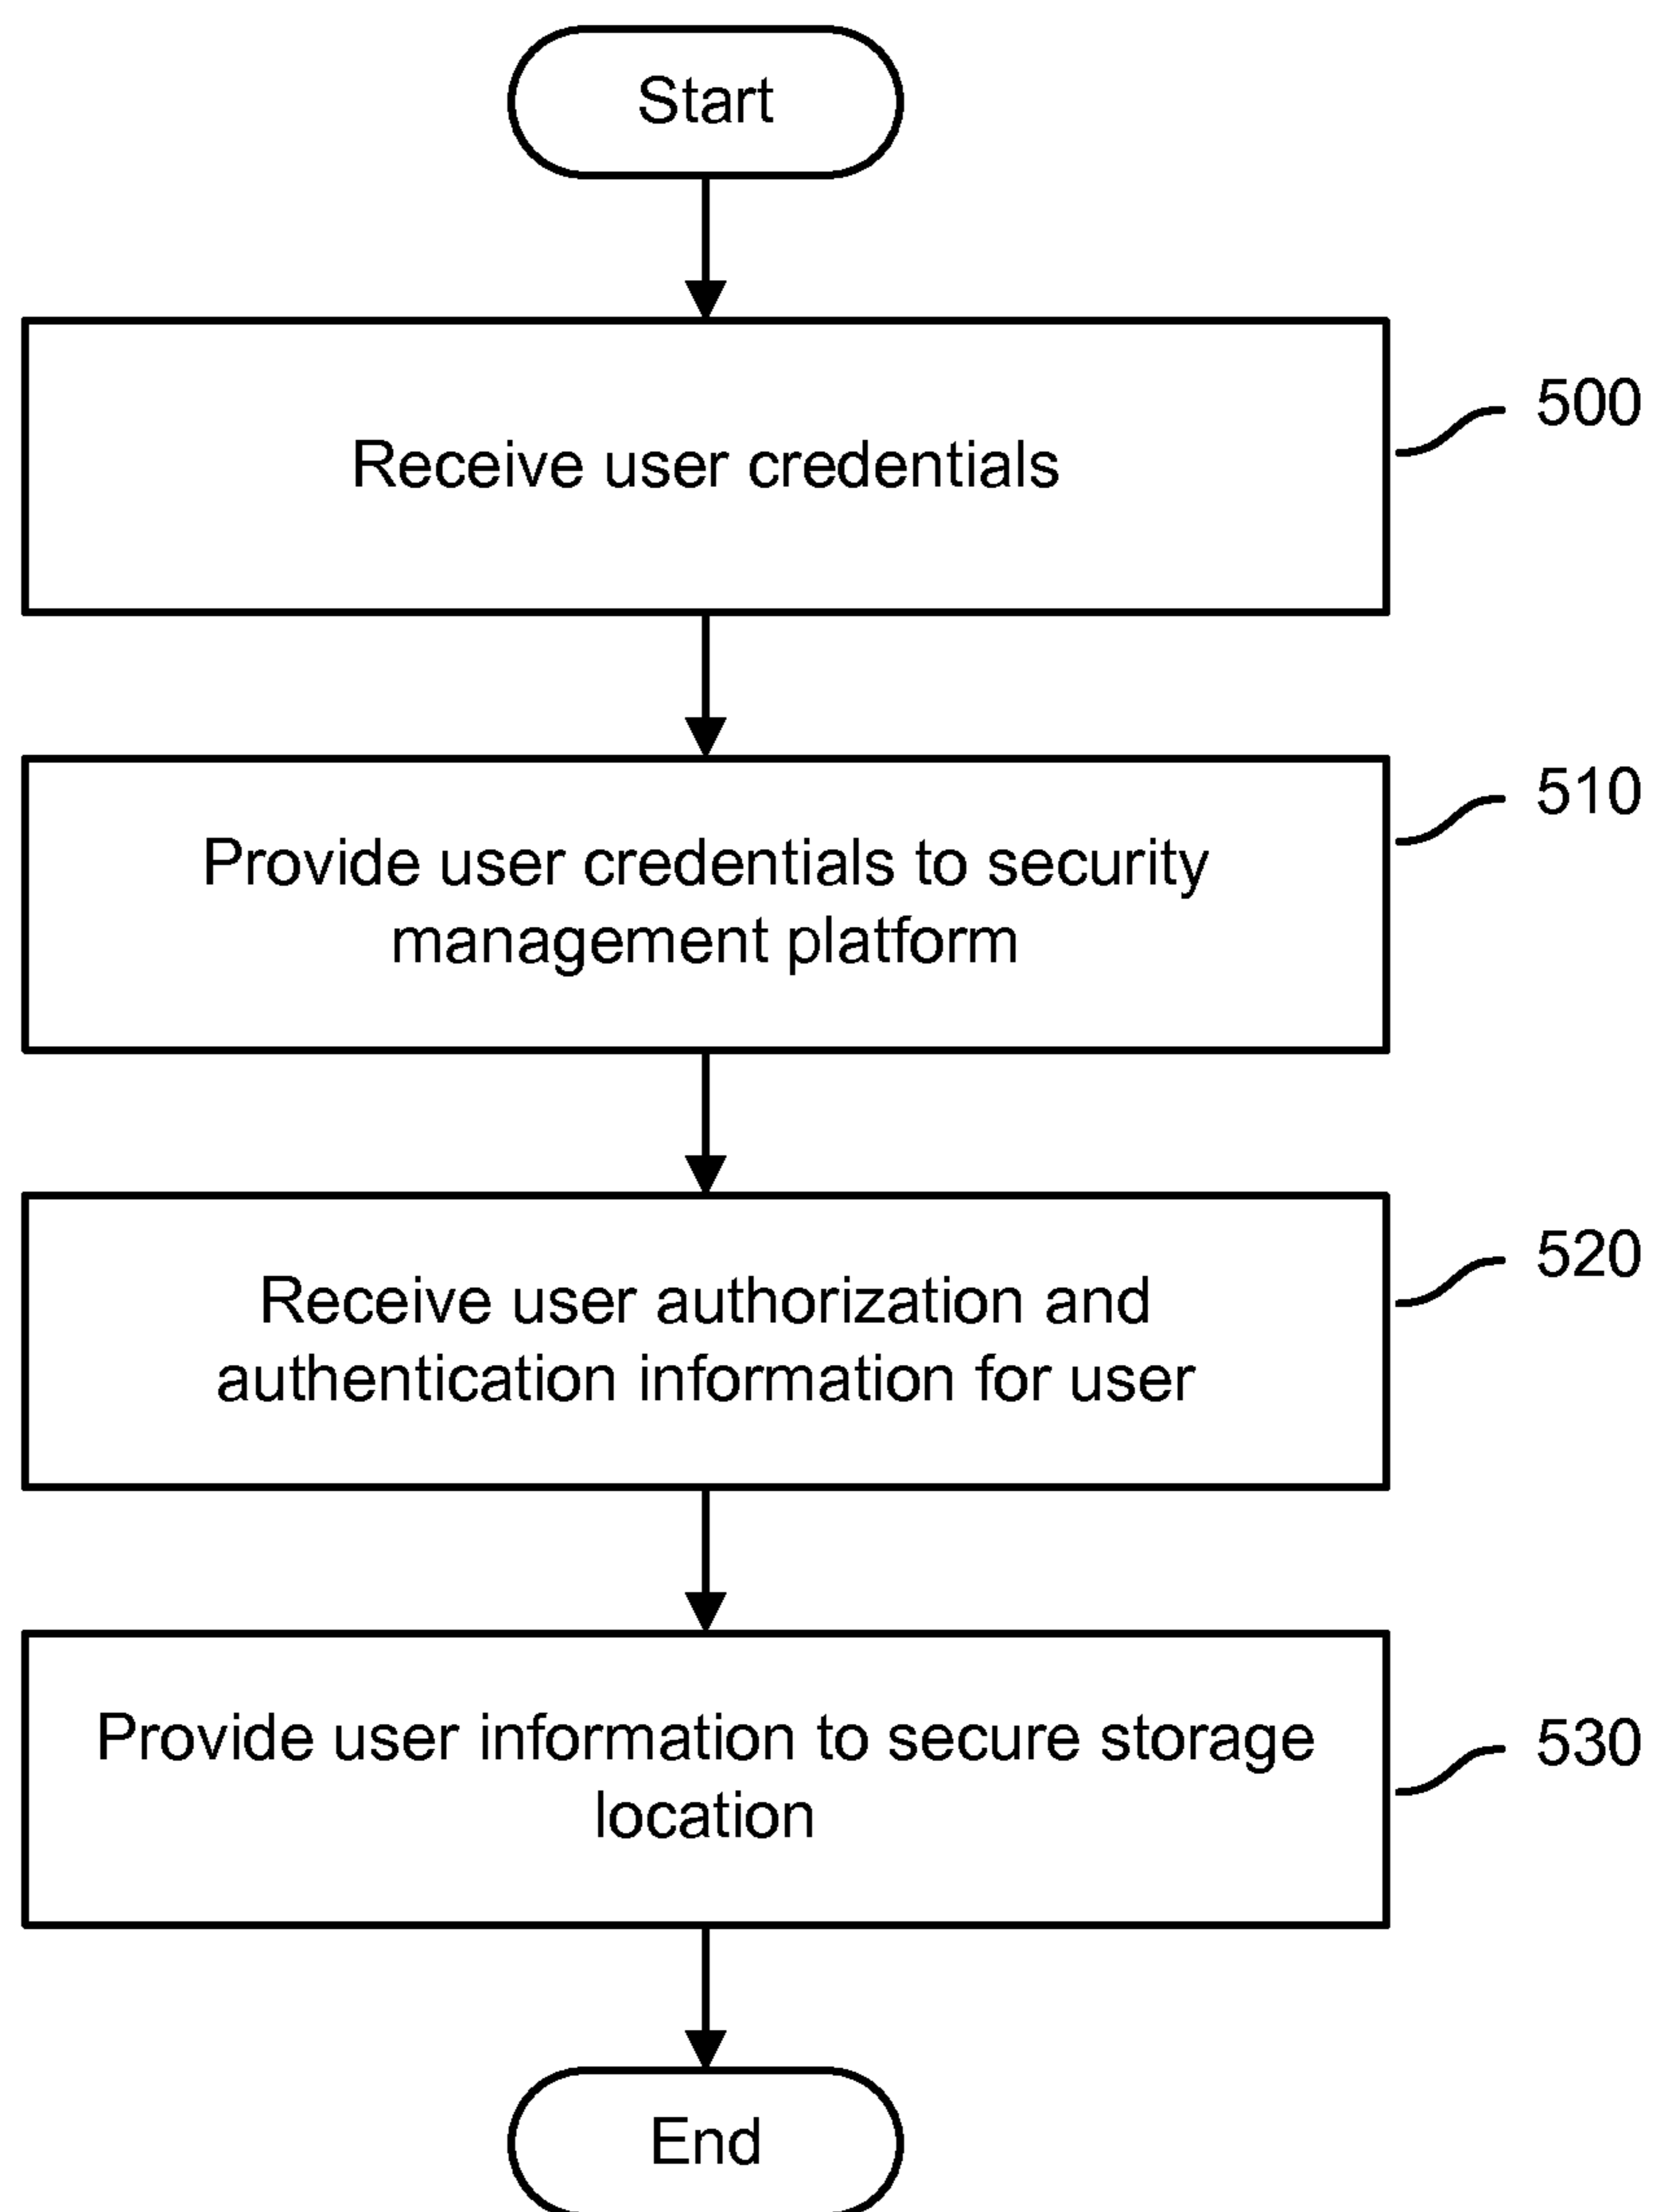 Start
Receive user credentials
500
Provide user credentials to security
management platform
510
Receive user authorization and
authentication information for user
520
Provide user information to secure storage
location
530
End